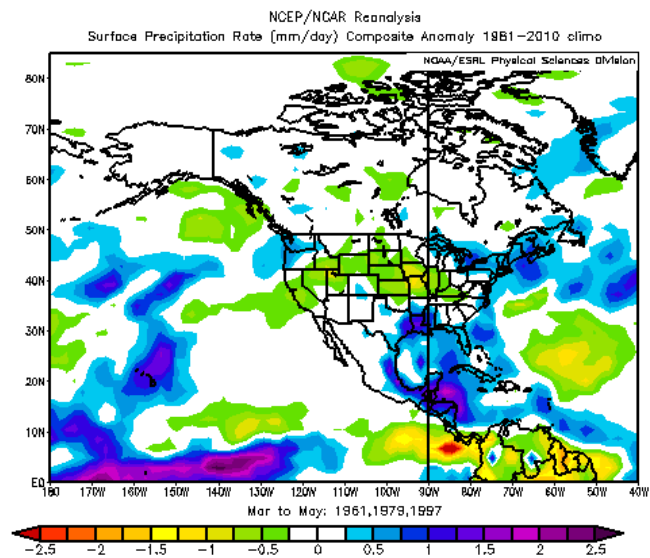 NCEP/NCAR Reanalysis
Surface Precipitation Rate (mm/day) Composite Anomaly 1981-2010 climo
NOAA/ESRL Physical Sciences Division
80N
70N
60N
50N
40N
30N
20N
10N
EQ
180 170W 160W 150W 140W 130W 120W 110W 100W 90W 80W 70W 60W 50W 40W
Mar to May: 1961,1979,1997
-2.5 -2 -1.5 -1 -0.5 0 0.5 1 1.5 2 2.5